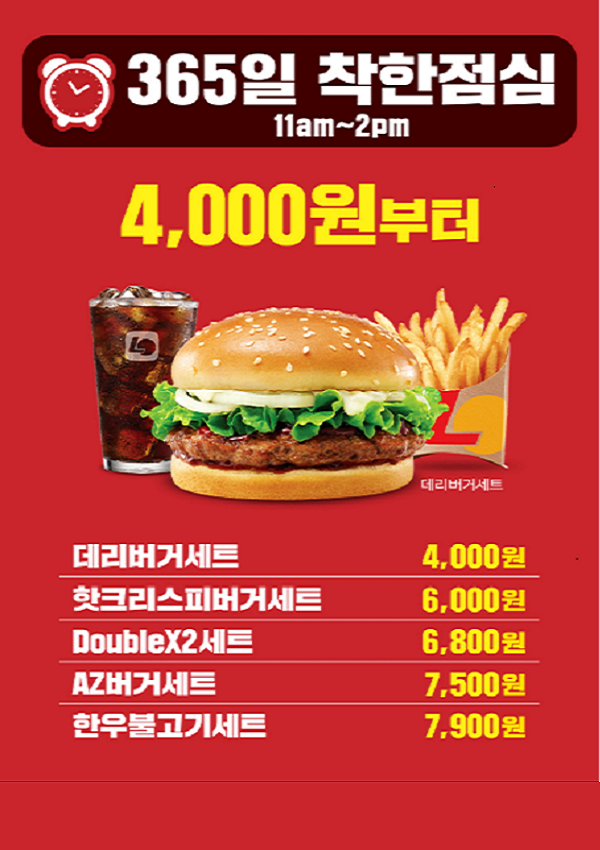 365일 착한점심
11am~2pm
4,000원부터
데리버거세트
데리버거세트 4,000원
핫크리스피버거세트 6,000원
DoubleX2세트 6,800원
AZ버거세트 7,500원
한우불고기세트 7,900원